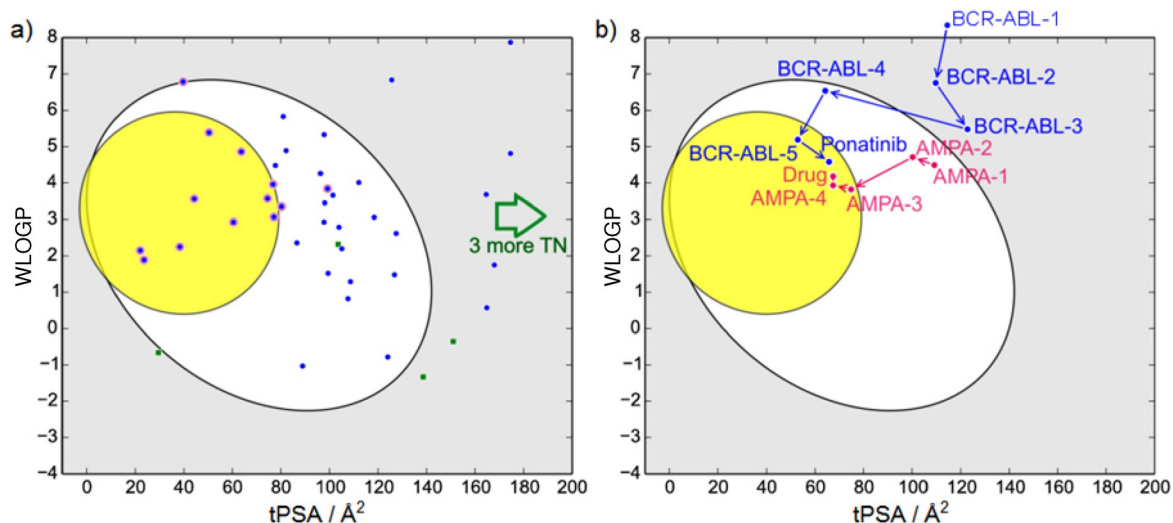 a)
8
7
6
5
4
3
2
1
0
−1
−2
−3
−4
WLOGP
0 20 40 60 80 100 120 140 160 180 200
tPSA / Å²
3 more TN
b)
8
7
6
5
4
3
2
1
0
−1
−2
−3
−4
WLOGP
0 20 40 60 80 100 120 140 160 180 200
tPSA / Å²
BCR-ABL-1
BCR-ABL-4
BCR-ABL-2
BCR-ABL-3
Ponatinib
BCR-ABL-5
AMPA-2
Drug
AMPA-1
AMPA-4
AMPA-3